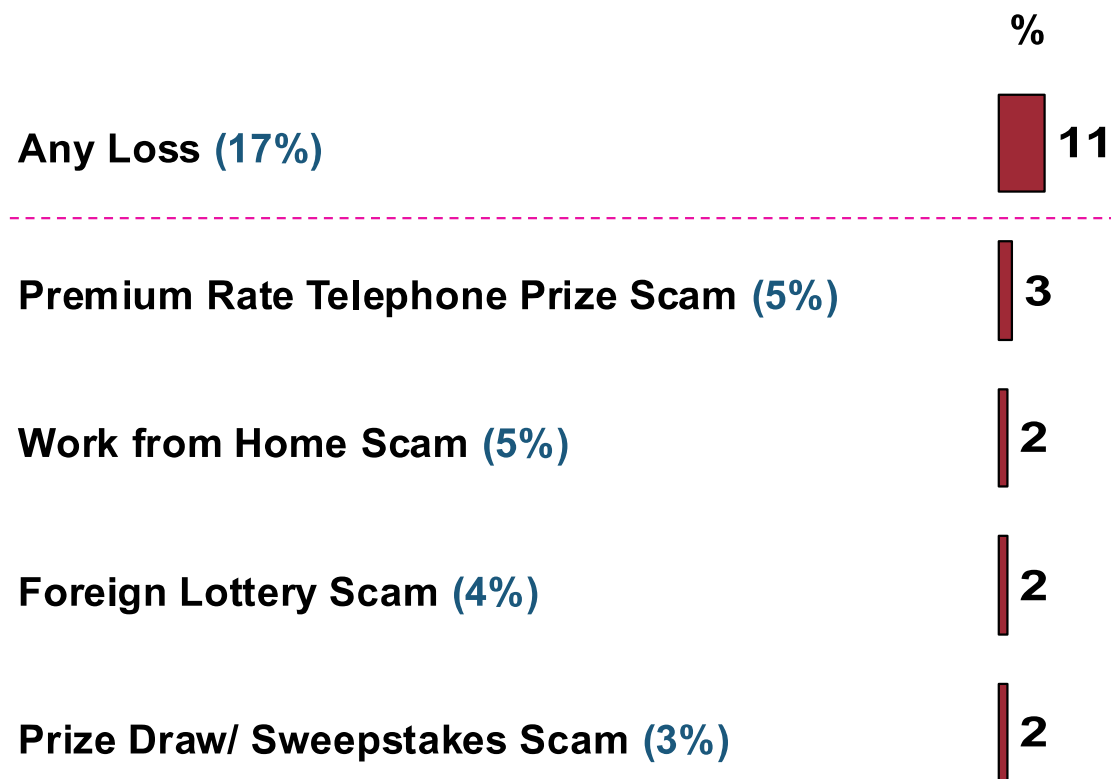 %
Any Loss (17%) 11
Premium Rate Telephone Prize Scam (5%) 3
Work from Home Scam (5%) 2
Foreign Lottery Scam (4%) 2
Prize Draw/ Sweepstakes Scam (3%) 2